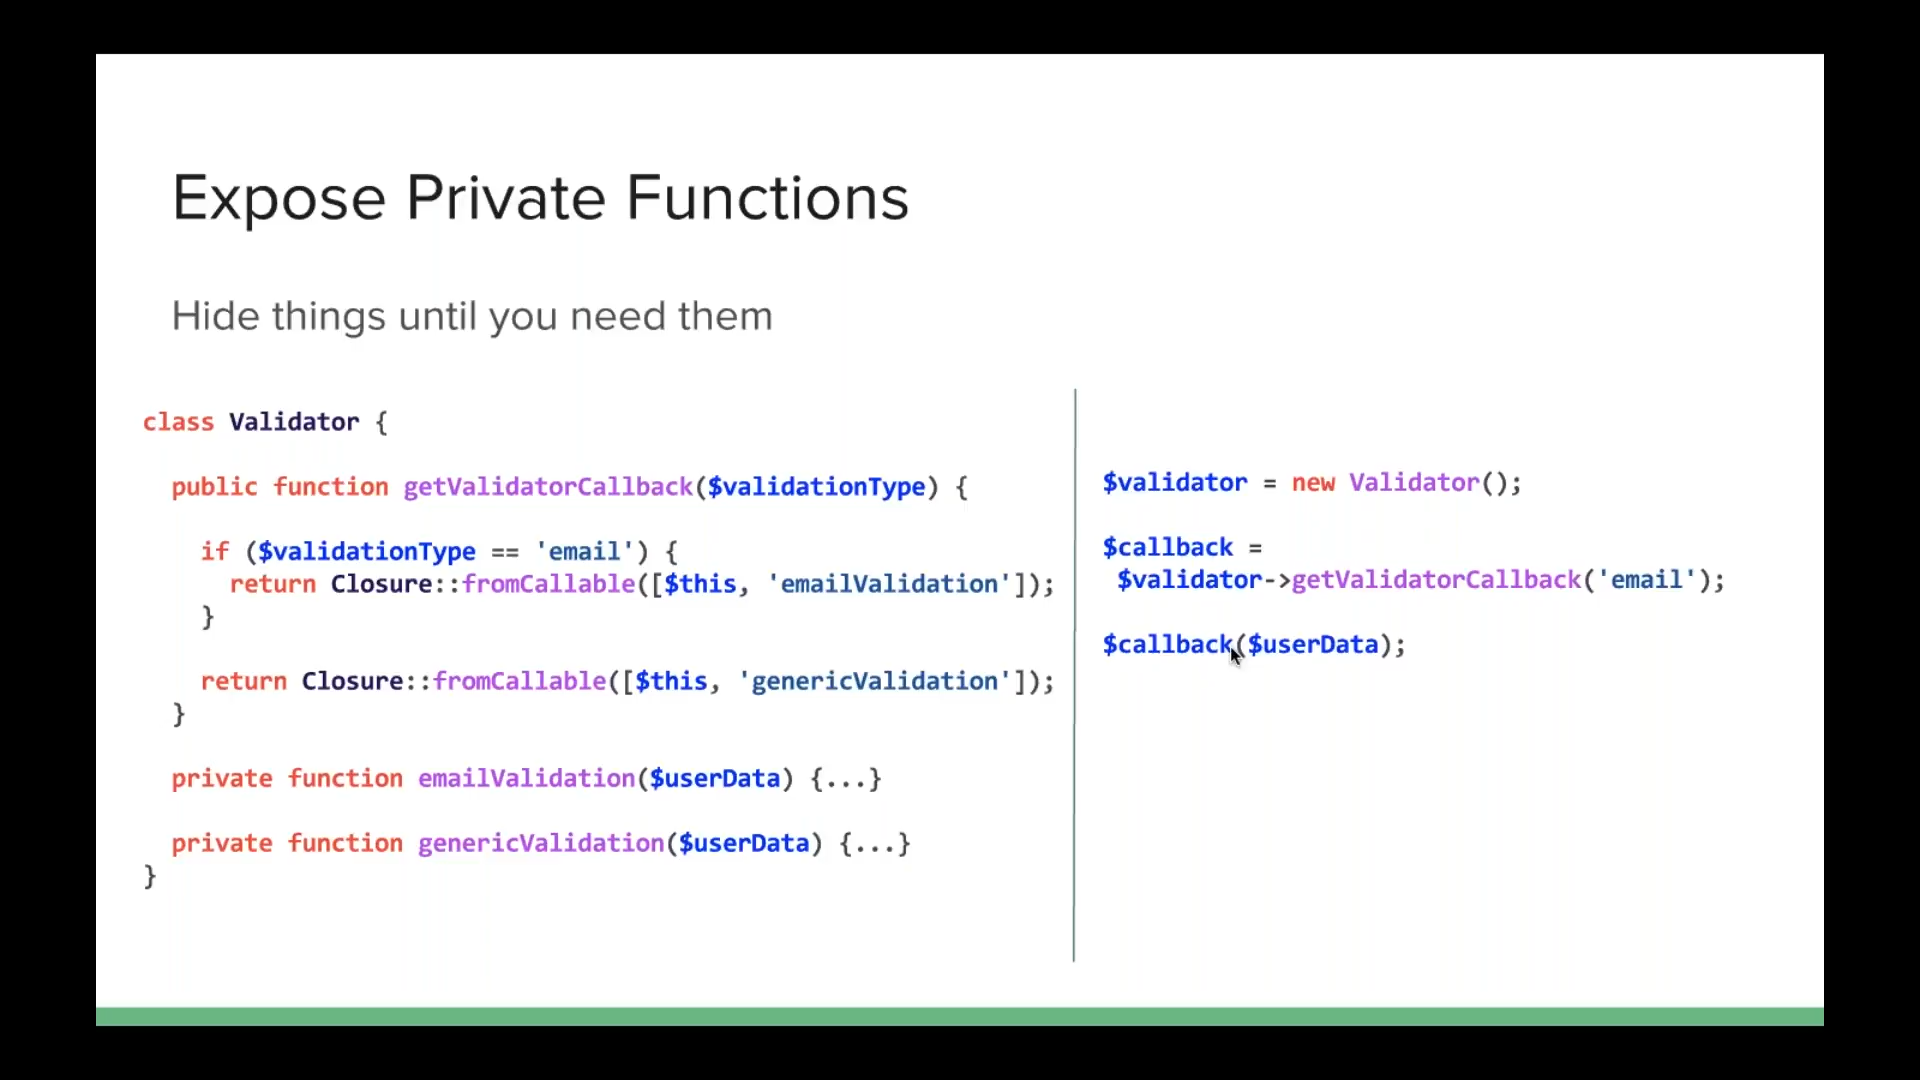 Expose Private Functions
Hide things until you need them
class Validator {
public function getValidatorCallback($validationType) {
if ($validationType == 'email') {
return Closure::fromCallable([$this, 'emailValidation']);
}
return Closure::fromCallable([$this, 'genericValidation']);
}
private function emailValidation($userData) {...}
private function genericValidation($userData) {...}
}
$validator = new Validator();
$callback =
$validator->getValidatorCallback('email');
$callback($userData);